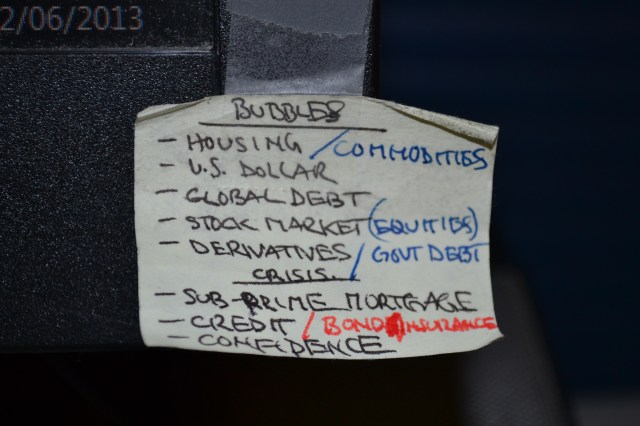 2/06/2013
BUBBLES
- HOUSING / COMMODITIES
- U.S. DOLLAR
- GLOBAL DEBT
- STOCK MARKET (EQUITIES)
- DERIVATIVES / GOVT DEBT
CRISIS
- SUB-PRIME MORTGAGE
- CREDIT / BOND INSURANCE
- CONFIDENCE